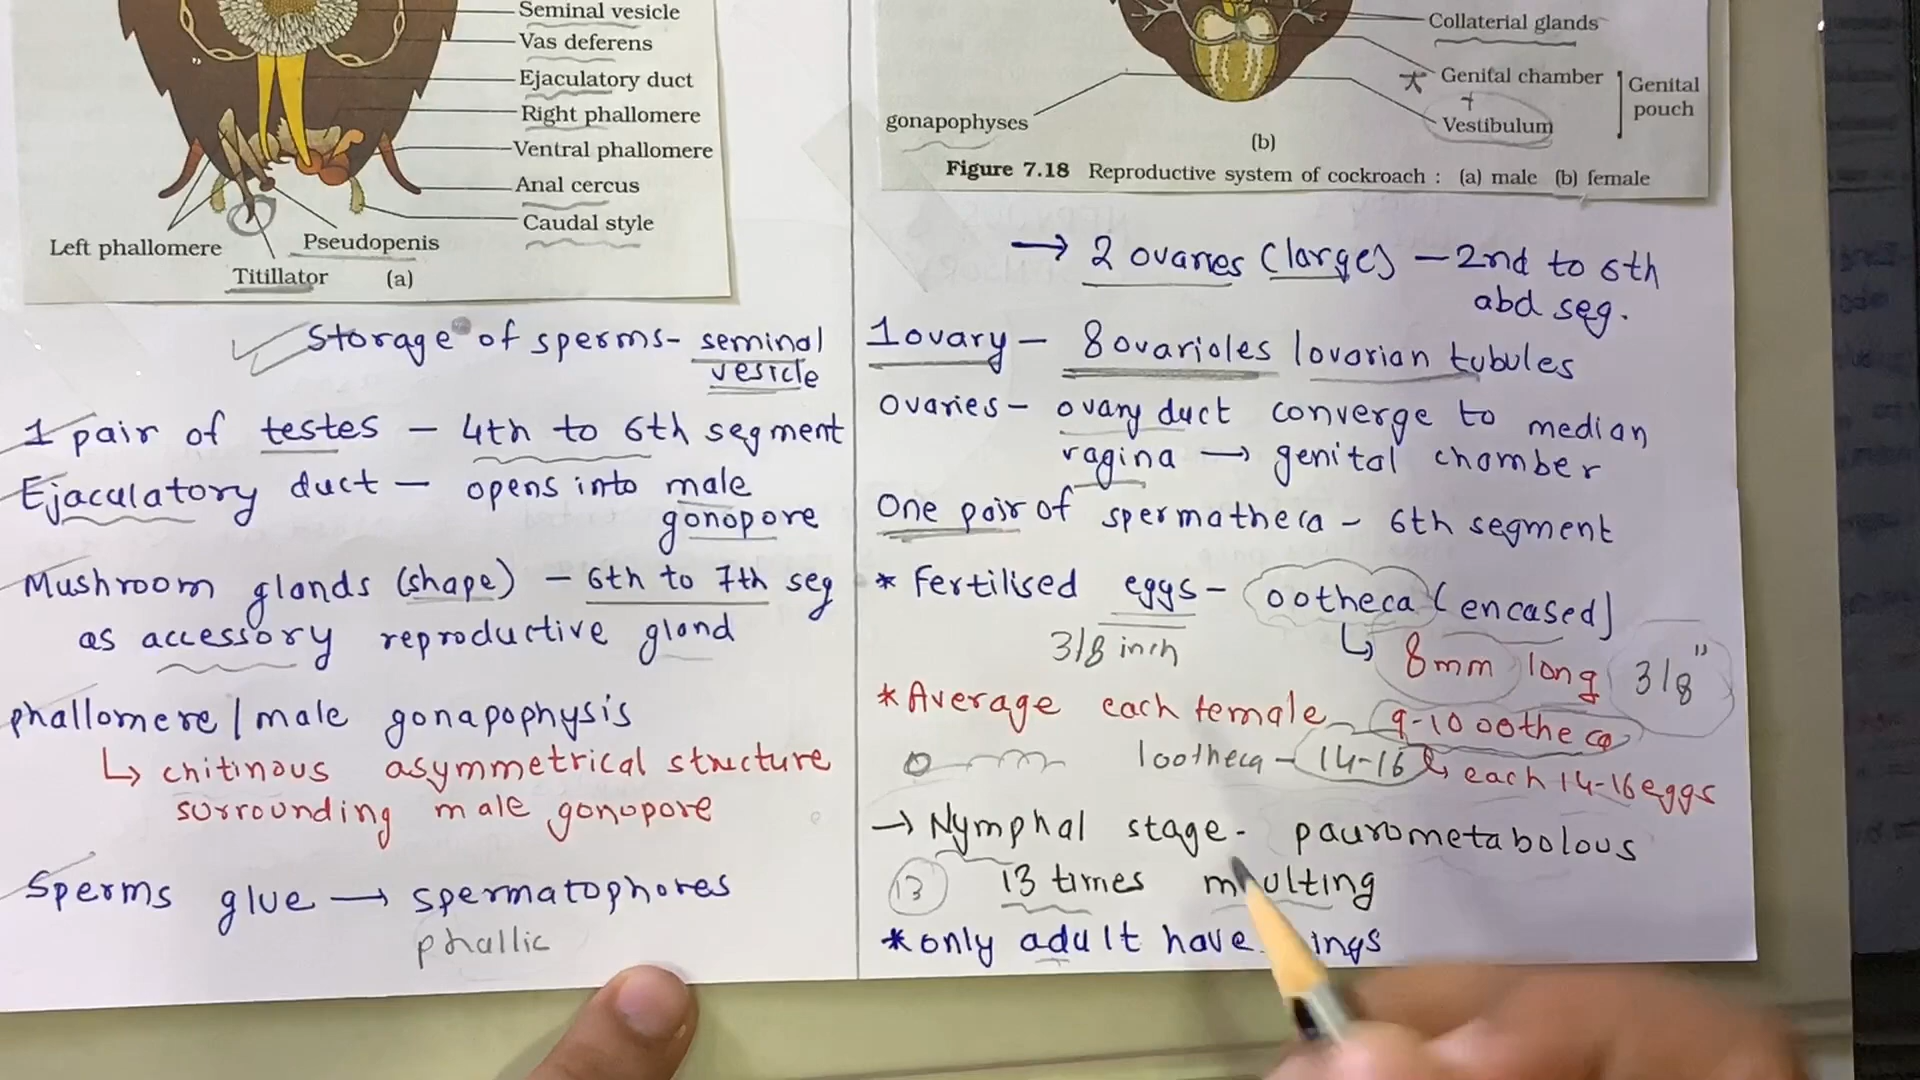 Seminal vesicle
Vas deferens
Ejaculatory duct
Right phallomere
Ventral phallomere
Anal cercus
Caudal style
Left phallomere
Pseudopenis
Titillator
(a)
Storage of sperms - seminal
vesicle
1 pair of testes - 4th to 6th segment
Ejaculatory duct - opens into male
gonopore
Mushroom glands (shape) - 6th to 7th seg
as accessory reproductive gland
phallomere / male gonapophysis
↳ chitinous asymmetrical structure
surrounding male gonopore
Sperms glue → spermatophores
phallic
Collaterial glands
Genital chamber
+
Vestibulum
Genital
pouch
gonapophyses
(b)
Figure 7.18 Reproductive system of cockroach : (a) male (b) female
→ 2 ovaries (large) - 2nd to 6th
abd seg.
1 ovary - 8 ovarioles / ovarian tubules
ovaries - ovary duct converge to median
vagina → genital chamber
One pair of spermatheca - 6th segment
* Fertilised eggs - ootheca (encased)
3/8 inch
↳ 8mm long 3/8"
* Average each female - 9-10 ootheca
1 ootheca - 14-16
↳ each 14-16 eggs
→ Nymphal stage - paurometabolous
13
13 times moulting
* only adult have ings